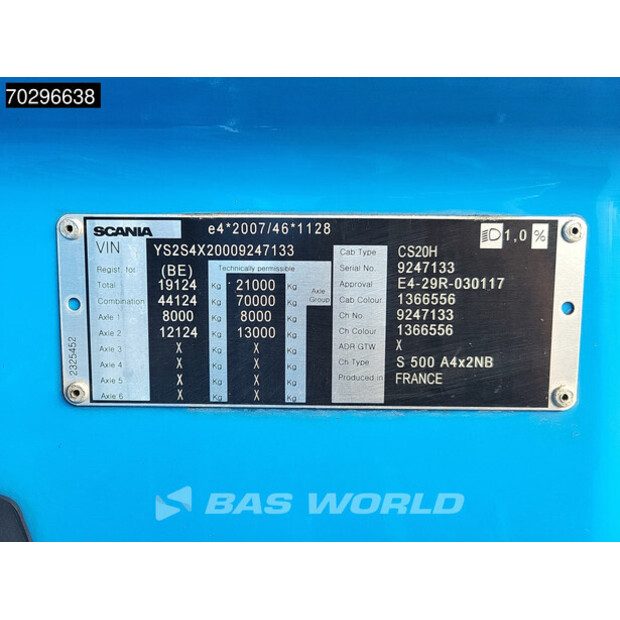 70296638
SCANIA e4*2007/46*1128
VIN YS2S4X20009247133 1,0 %
Regist. for (BE) Technically permissible
Total 19124 Kg 21000 Kg Axle Group
Combination 44124 Kg 70000 Kg
Axle 1 8000 Kg 8000 Kg
Axle 2 12124 Kg 13000 Kg
Axle 3 X Kg X Kg
Axle 4 X Kg X Kg
Axle 5 X Kg X Kg
Axle 6 X Kg X Kg
Cab Type CS20H
Serial No. 9247133
Approval E4-29R-030117
Cab Colour 1366556
Ch No. 9247133
Ch Colour 1366556
ADR GTW X
Ch Type S 500 A4x2NB
Produced in FRANCE
2325452
BAS WORLD